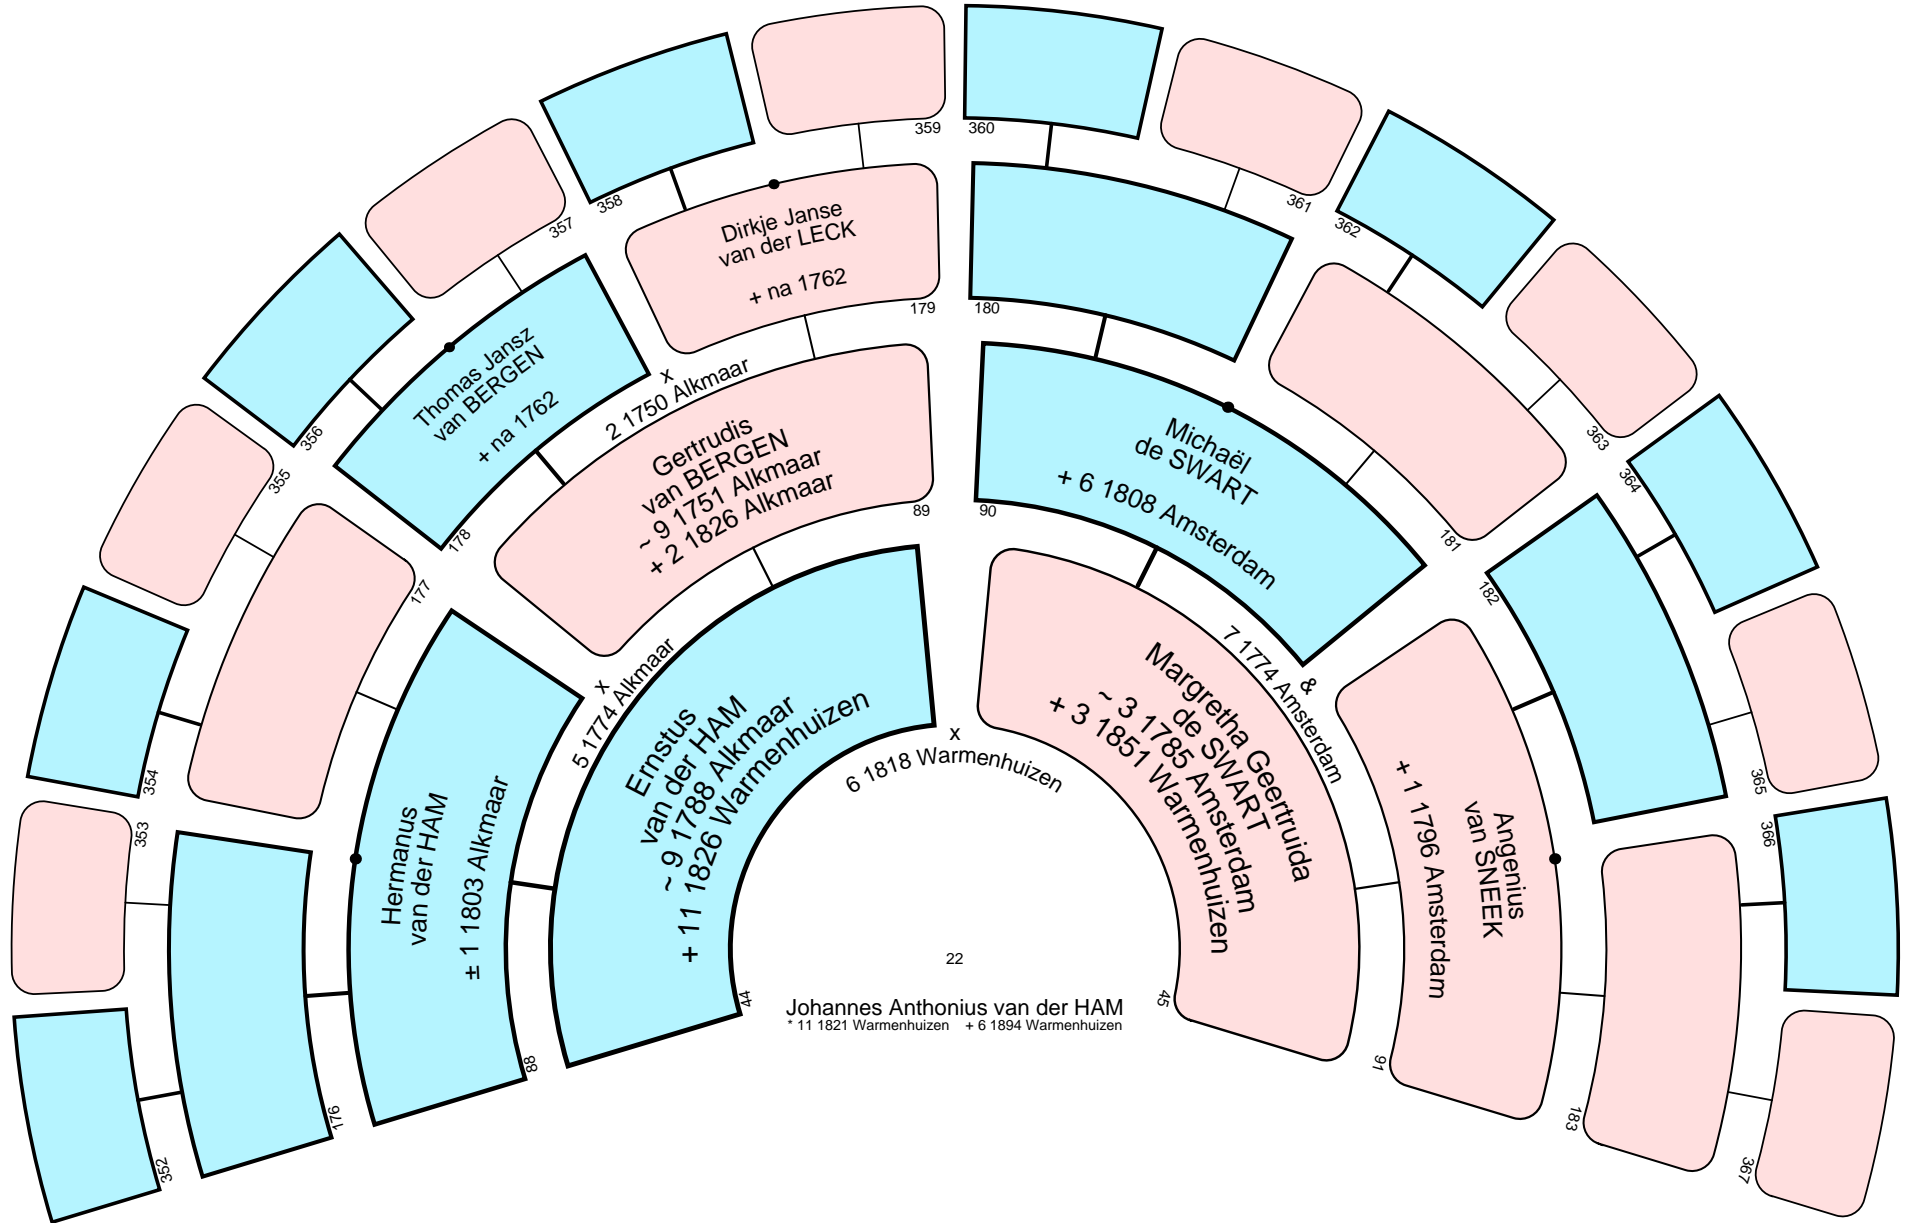 359
360
358
361
357
362
Dirkje Janse
van der LECK
+ na 1762
179
180
356
Thomas Jansz
van BERGEN
+ na 1762
178
x
2 1750 Alkmaar
363
364
181
182
355
177
Gertrudis
van BERGEN
~ 9 1751 Alkmaar
+ 2 1826 Alkmaar
89
90
Michaël
de SWART
+ 6 1808 Amsterdam
354
353
365
366
Hermanus
van der HAM
± 1 1803 Alkmaar
88
x
5 1774 Alkmaar
Ernstus
van der HAM
~ 9 1788 Alkmaar
+ 11 1826 Warmenhuizen
44
x
6 1818 Warmenhuizen
Margretha Geertruida
de SWART
~ 3 1785 Amsterdam
+ 3 1851 Warmenhuizen
45
&
7 1774 Amsterdam
Angenius
van SNEEK
+ 1 1796 Amsterdam
91
22
Johannes Anthonius van der HAM
* 11 1821 Warmenhuizen + 6 1894 Warmenhuizen
352
176
183
367